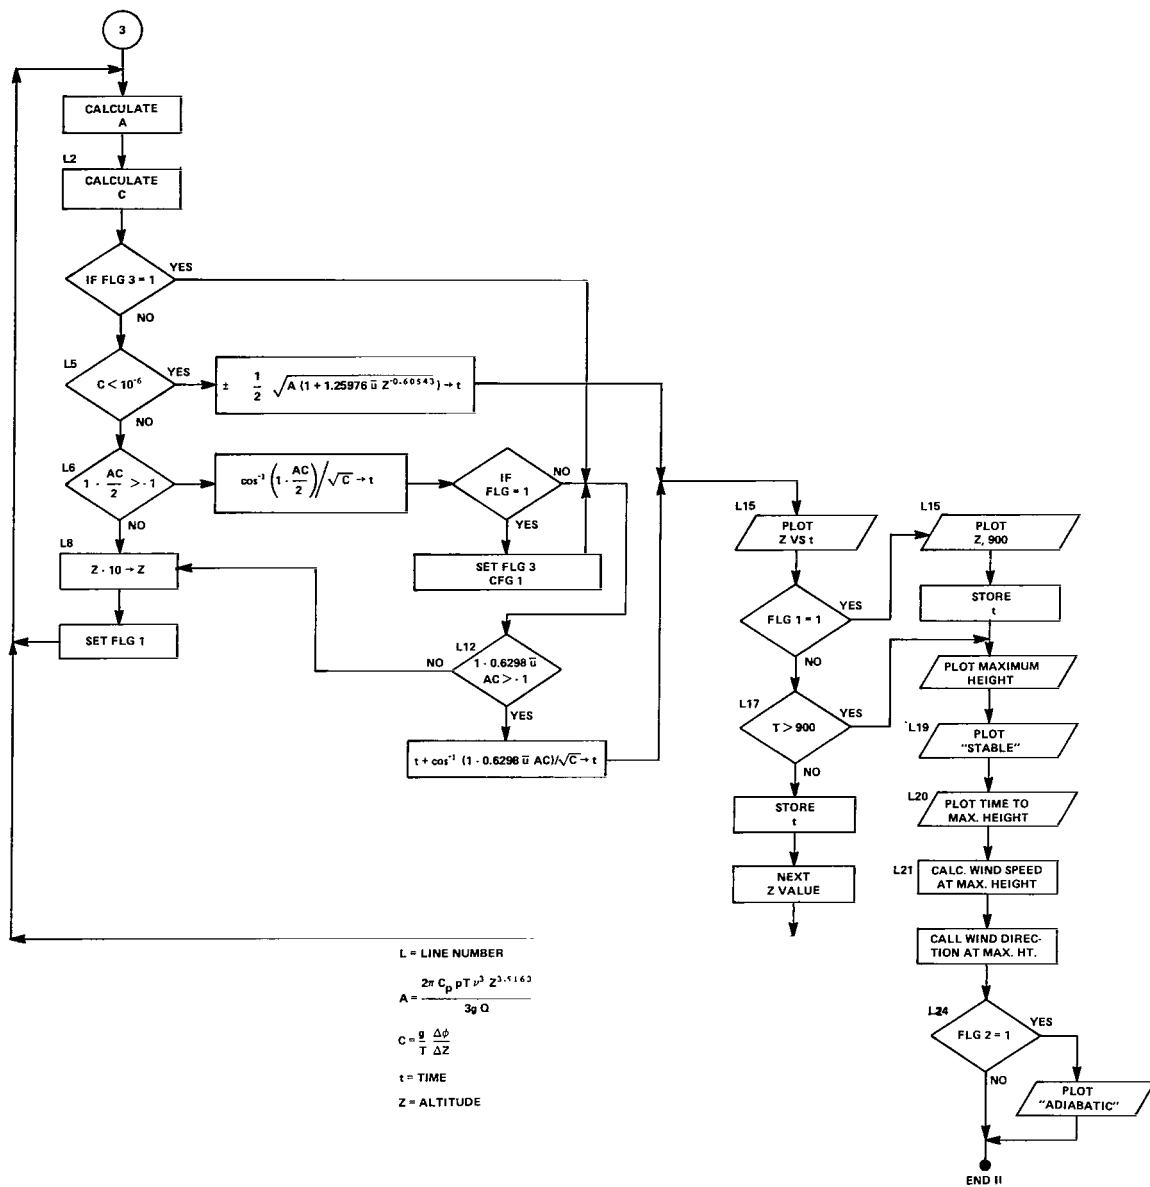 3
CALCULATE
A
L2
CALCULATE
C
IF FLG 3 = 1
YES
NO
L5
C < 10⁻⁶
YES
± 1/2 √A (1 + 1.25976 ū Z⁻⁰·⁶⁰⁵⁴³) → t
NO
L6
1 - AC/2 > - 1
cos⁻¹ (1 - AC/2) / √C → t
IF
FLG = 1
NO
YES
NO
L8
Z - 10 → Z
SET FLG 3
CFG 1
SET FLG 1
L12
1 - 0.6298 ū
AC > - 1
NO
YES
t + cos⁻¹ (1 - 0.6298 ū AC)/√C → t
L15
PLOT
Z VS t
FLG 1 = 1
YES
NO
L17
T > 900
YES
NO
STORE
t
NEXT
Z VALUE
L15
PLOT
Z, 900
STORE
t
PLOT MAXIMUM
HEIGHT
L19
PLOT
"STABLE"
L20
PLOT TIME TO
MAX. HEIGHT
L21
CALC. WIND SPEED
AT MAX. HEIGHT
CALL WIND DIREC-
TION AT MAX. HT.
L24
FLG 2 = 1
YES
NO
PLOT
"ADIABATIC"
END II
L = LINE NUMBER
A = 2π C_p pT ν³ Z³·⁵¹⁶³ / 3g Q
C = g/T Δφ/ΔZ
t = TIME
Z = ALTITUDE